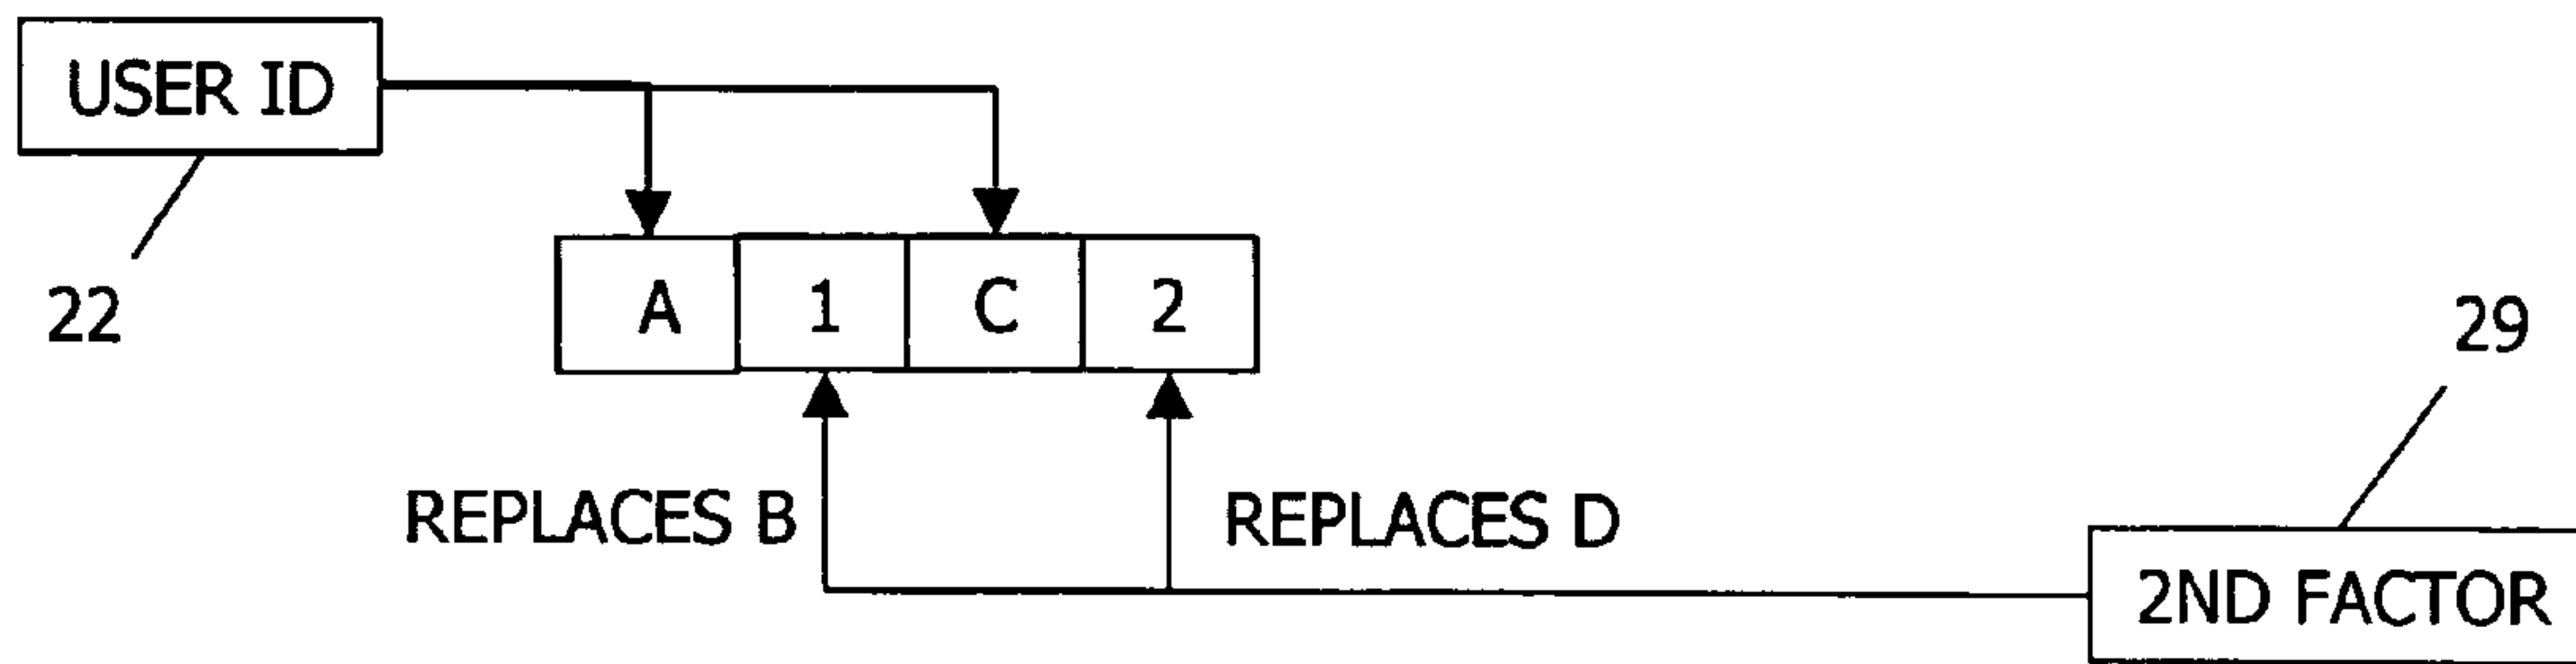 USER ID
22
A 1 C 2
29
REPLACES B
REPLACES D
2ND FACTOR